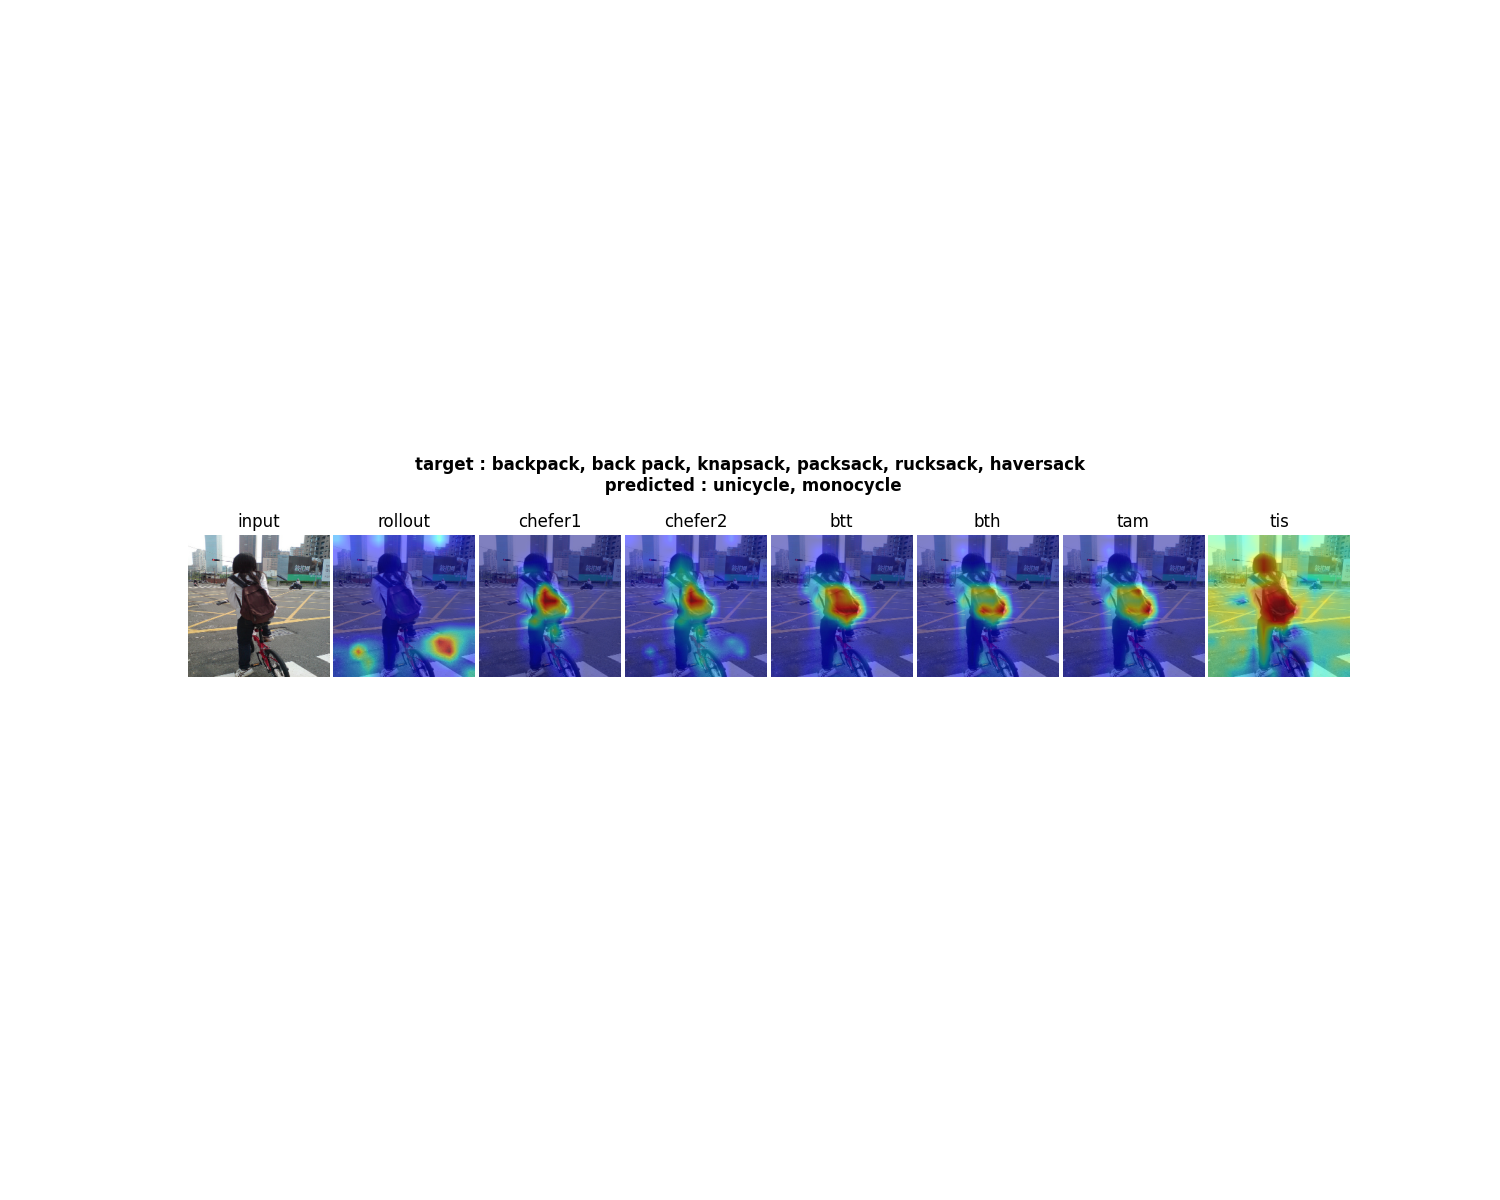 target : backpack, back pack, knapsack, packsack, rucksack, haversack
predicted : unicycle, monocycle
input rollout chefer1 chefer2 btt bth tam tis